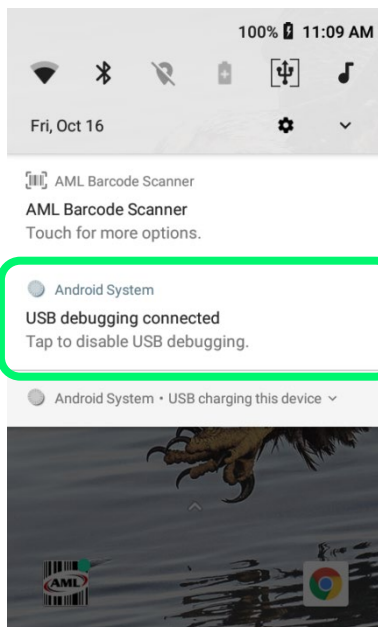 100% 11:09 AM
Fri, Oct 16
AML Barcode Scanner
AML Barcode Scanner
Touch for more options.
Android System
USB debugging connected
Tap to disable USB debugging.
Android System • USB charging this device
AML